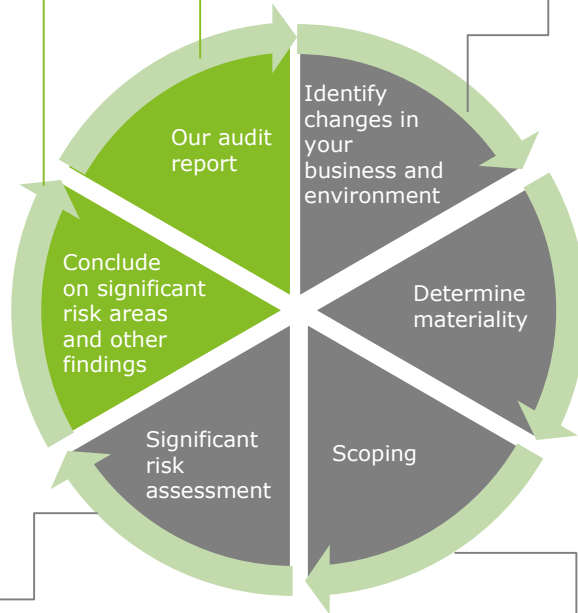 Identify
changes in
your
business and
environment
Determine
materiality
Scoping
Significant
risk
assessment
Conclude
on significant
risk areas
and other
findings
Our audit
report